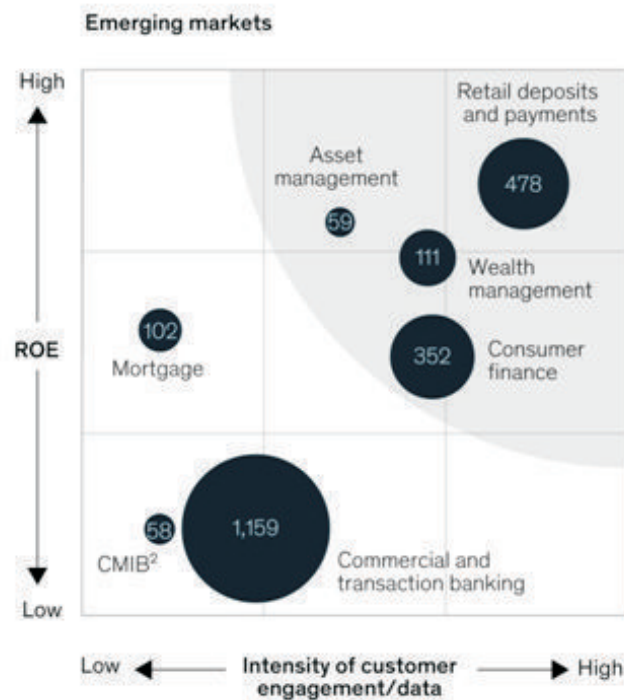 Emerging markets
High
Retail deposits
and payments
478
Asset
management
59
111
Wealth
management
ROE
102
Mortgage
352
Consumer
finance
58
CMIB²
1,159
Commercial and
transaction banking
Low
Low
Intensity of customer
engagement/data
High